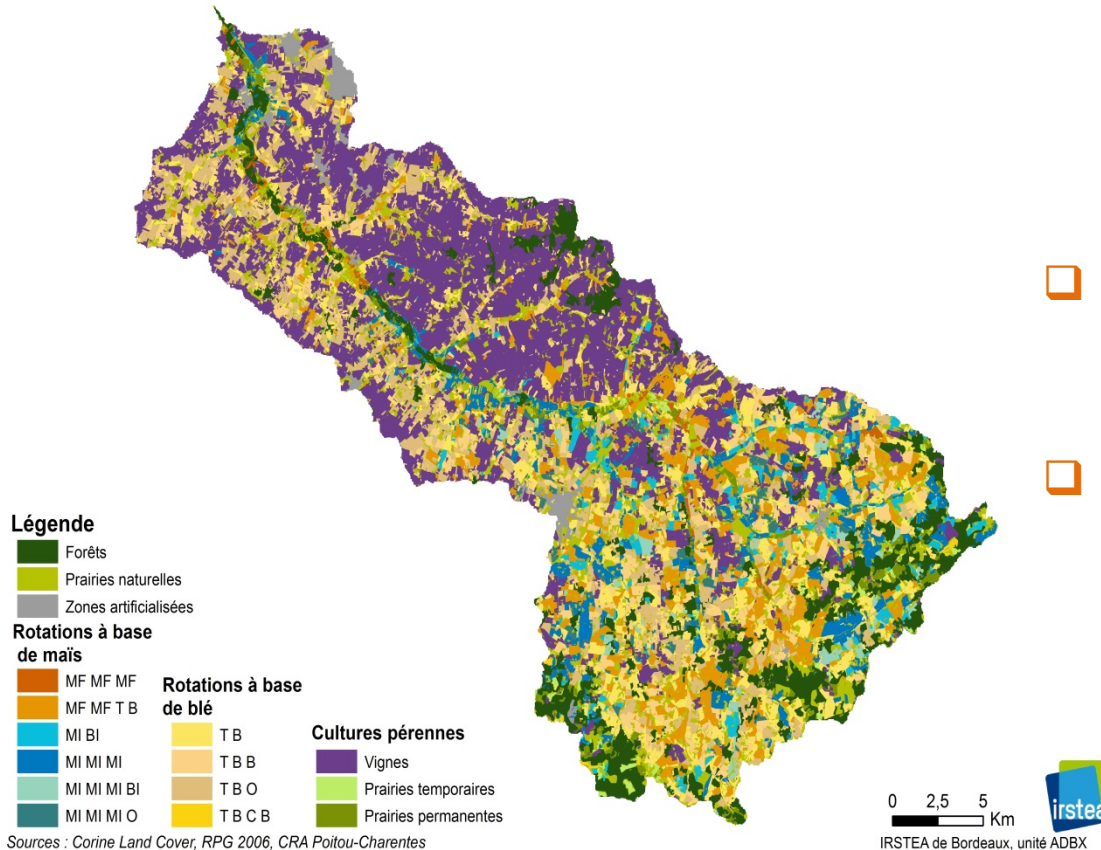 Légende
Forêts
Prairies naturelles
Zones artificialisées
Rotations à base
de maïs
MF MF MF
MF MF T B
MI BI
MI MI MI
MI MI MI BI
MI MI MI O
Rotations à base
de blé
T B
T B B
T B O
T B C B
Cultures pérennes
Vignes
Prairies temporaires
Prairies permanentes
0 2,5 5
Km
irstea
Sources : Corine Land Cover, RPG 2006, CRA Poitou-Charentes
IRSTEA de Bordeaux, unité ADBX